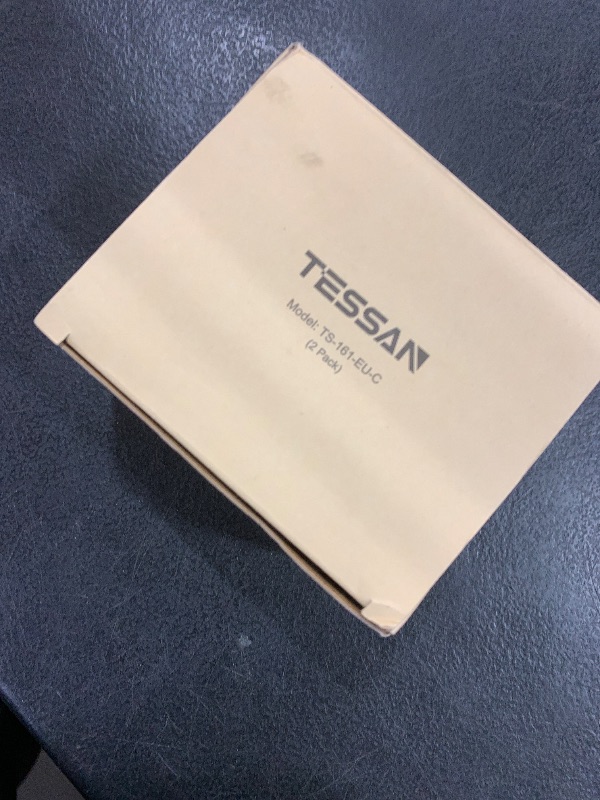 TESSAN
Model: TS-161-EU-C
(2 Pack)